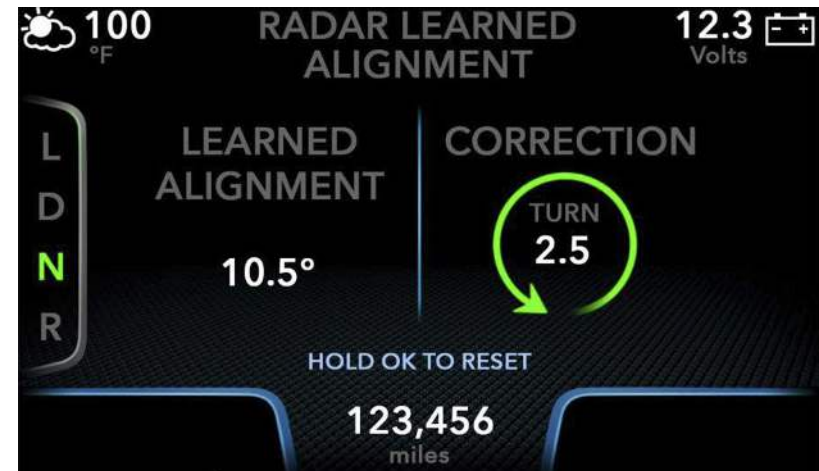 100
°F
RADAR LEARNED
ALIGNMENT
12.3
Volts
- +
L
D
N
R
LEARNED
ALIGNMENT
10.5°
CORRECTION
TURN
2.5
HOLD OK TO RESET
123,456
miles